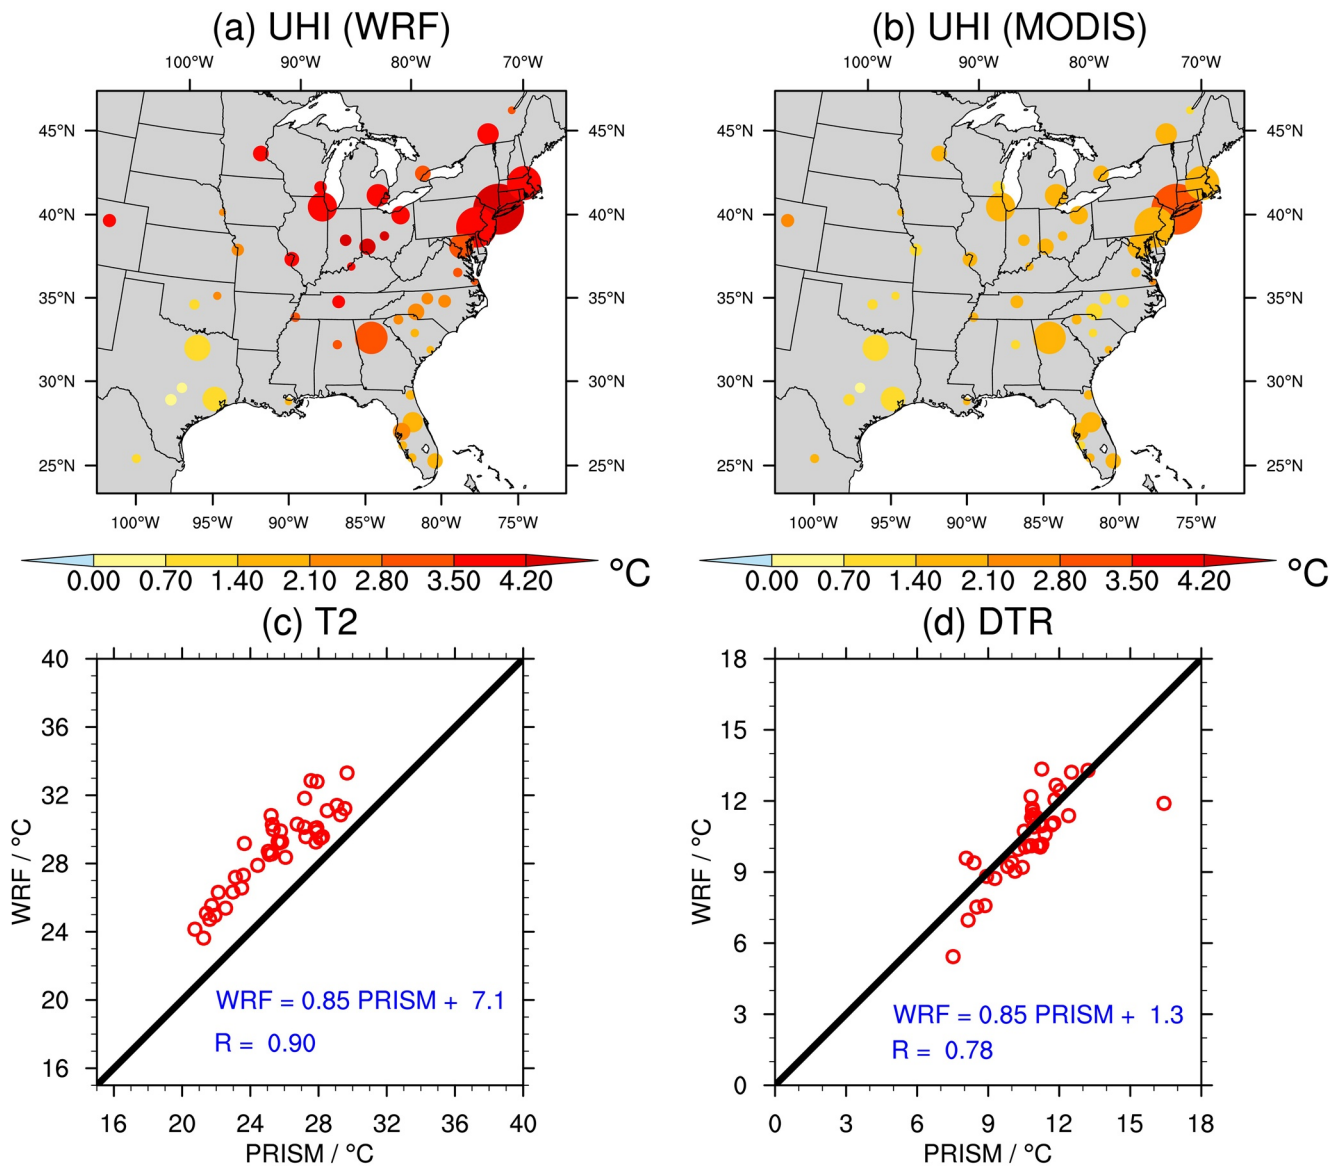 (a) UHI (WRF)
(b) UHI (MODIS)
100°W 90°W 80°W 70°W
100°W 90°W 80°W 70°W
45°N 45°N 45°N 45°N
40°N 40°N 40°N 40°N
35°N 35°N 35°N 35°N
30°N 30°N 30°N 30°N
25°N 25°N 25°N 25°N
100°W 95°W 90°W 85°W 80°W 75°W
100°W 95°W 90°W 85°W 80°W 75°W
0.00 0.70 1.40 2.10 2.80 3.50 4.20 °C
0.00 0.70 1.40 2.10 2.80 3.50 4.20 °C
(c) T2
40
36
32
28
24
20
16
WRF / °C
WRF = 0.85 PRISM + 7.1
R = 0.90
16 20 24 28 32 36 40
PRISM / °C
(d) DTR
18
15
12
9
6
3
0
WRF / °C
WRF = 0.85 PRISM + 1.3
R = 0.78
0 3 6 9 12 15 18
PRISM / °C